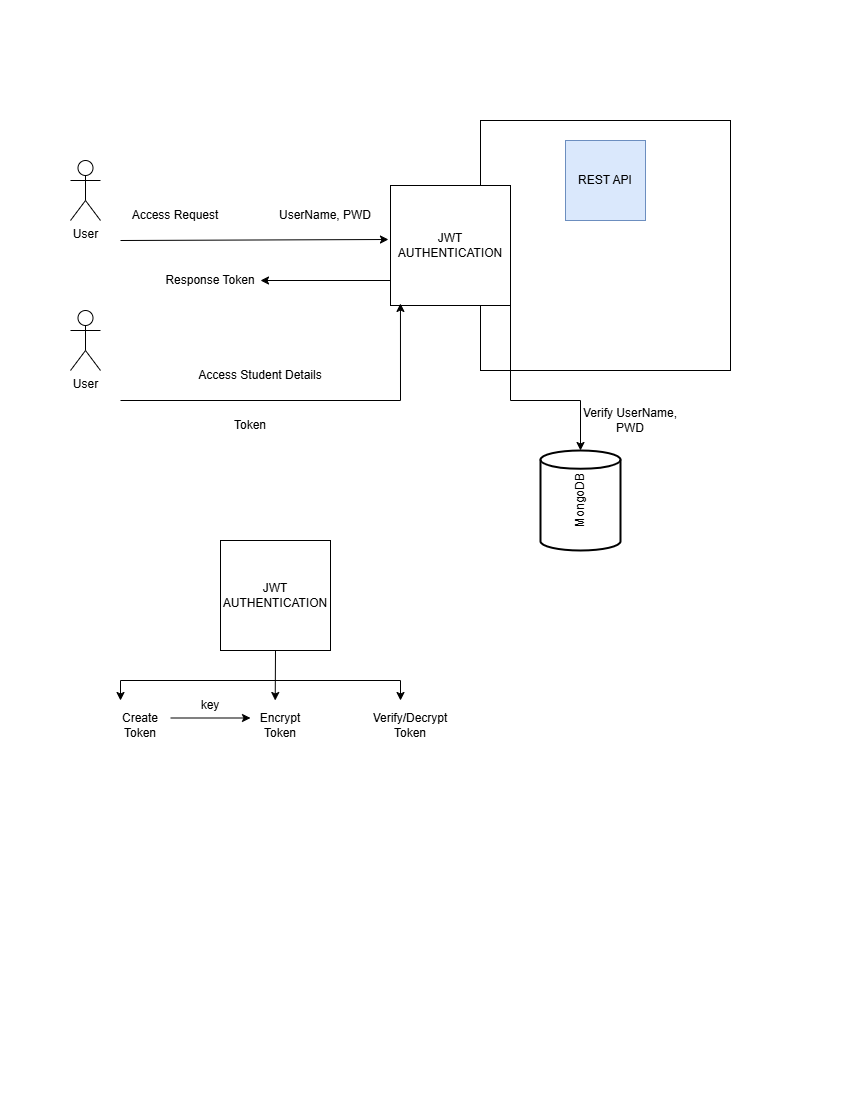 REST API
User
Access Request
UserName, PWD
JWT
AUTHENTICATION
Response Token
User
Access Student Details
Token
Verify UserName,
PWD
MongoDB
JWT
AUTHENTICATION
key
Create
Token
Encrypt
Token
Verify/Decrypt
Token